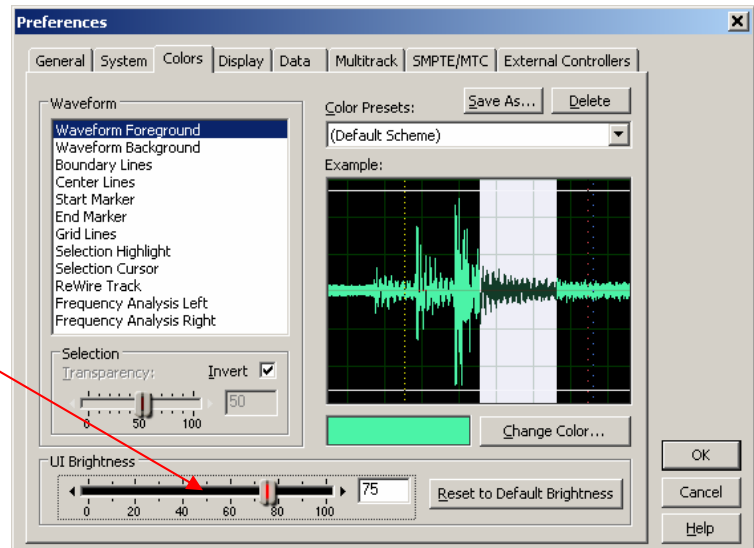 Preferences
General System Colors Display Data Multitrack SMPTE/MTC External Controllers
Waveform
Waveform Foreground
Waveform Background
Boundary Lines
Center Lines
Start Marker
End Marker
Grid Lines
Selection Highlight
Selection Cursor
ReWire Track
Frequency Analysis Left
Frequency Analysis Right
Selection
Transparency: Invert
50
0 50 100
Color Presets: Save As... Delete
(Default Scheme)
Example:
Change Color...
UI Brightness
75
0 20 40 60 80 100
Reset to Default Brightness
OK
Cancel
Help